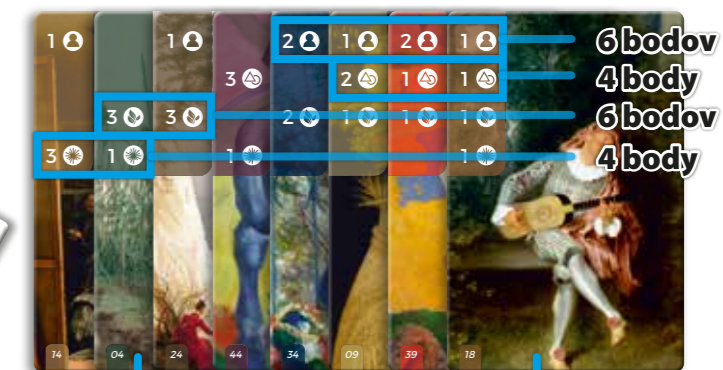 1 1 2 1 2 1 6 bodov
3 2 1 1 4 body
3 3 2 1 1 1 6 bodov
3 1 1 1 4 body
14 04 24 44 34 09 39 18